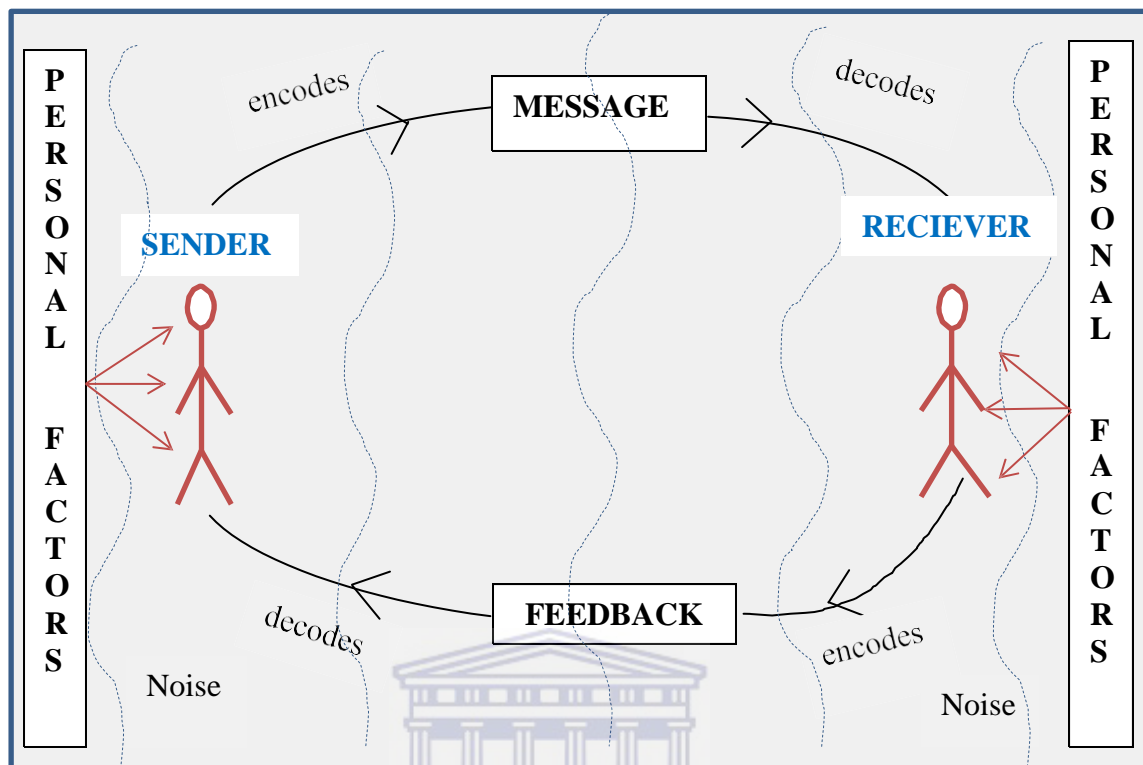 PERSONAL FACTORS
encodes
MESSAGE
decodes
PERSONAL FACTORS
SENDER
RECIEVER
decodes
FEEDBACK
encodes
Noise
Noise